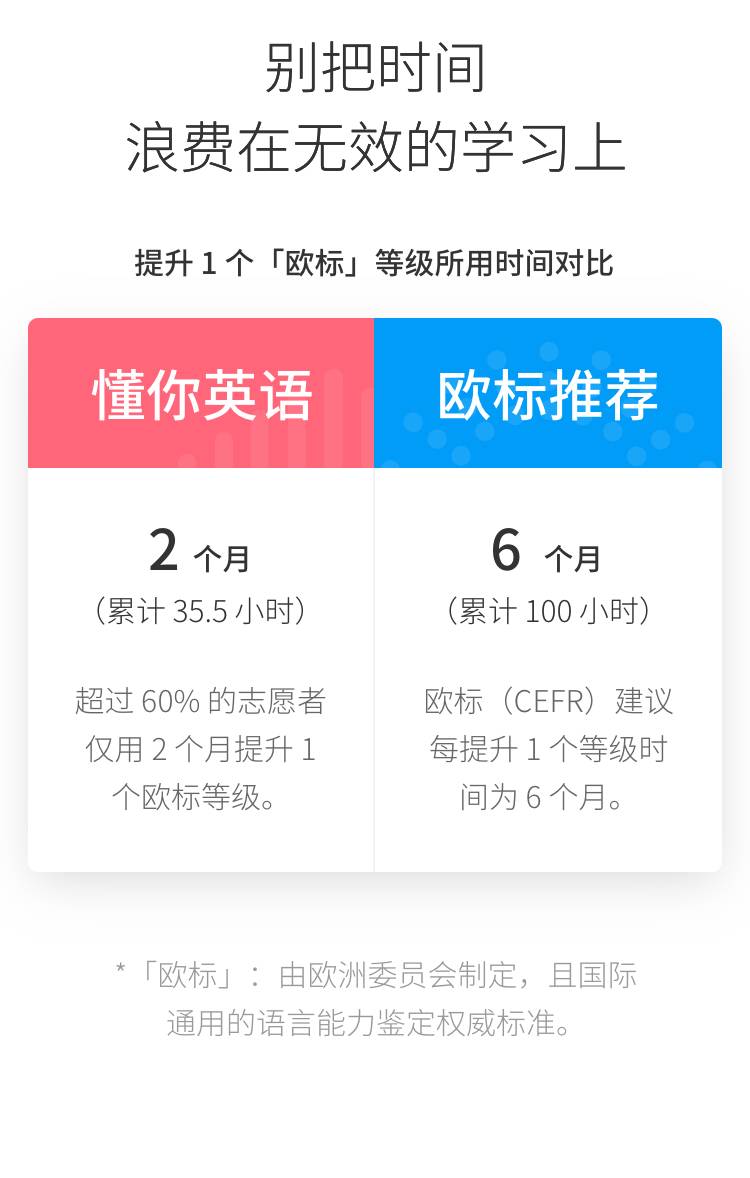 别把时间
浪费在无效的学习上
提升 1 个「欧标」等级所用时间对比
懂你英语
欧标推荐
2 个月
（累计 35.5 小时）
超过 60% 的志愿者
仅用 2 个月提升 1
个欧标等级。
6 个月
（累计 100 小时）
欧标（CEFR）建议
每提升 1 个等级时
间为 6 个月。
*「欧标」：由欧洲委员会制定，且国际
通用的语言能力鉴定权威标准。